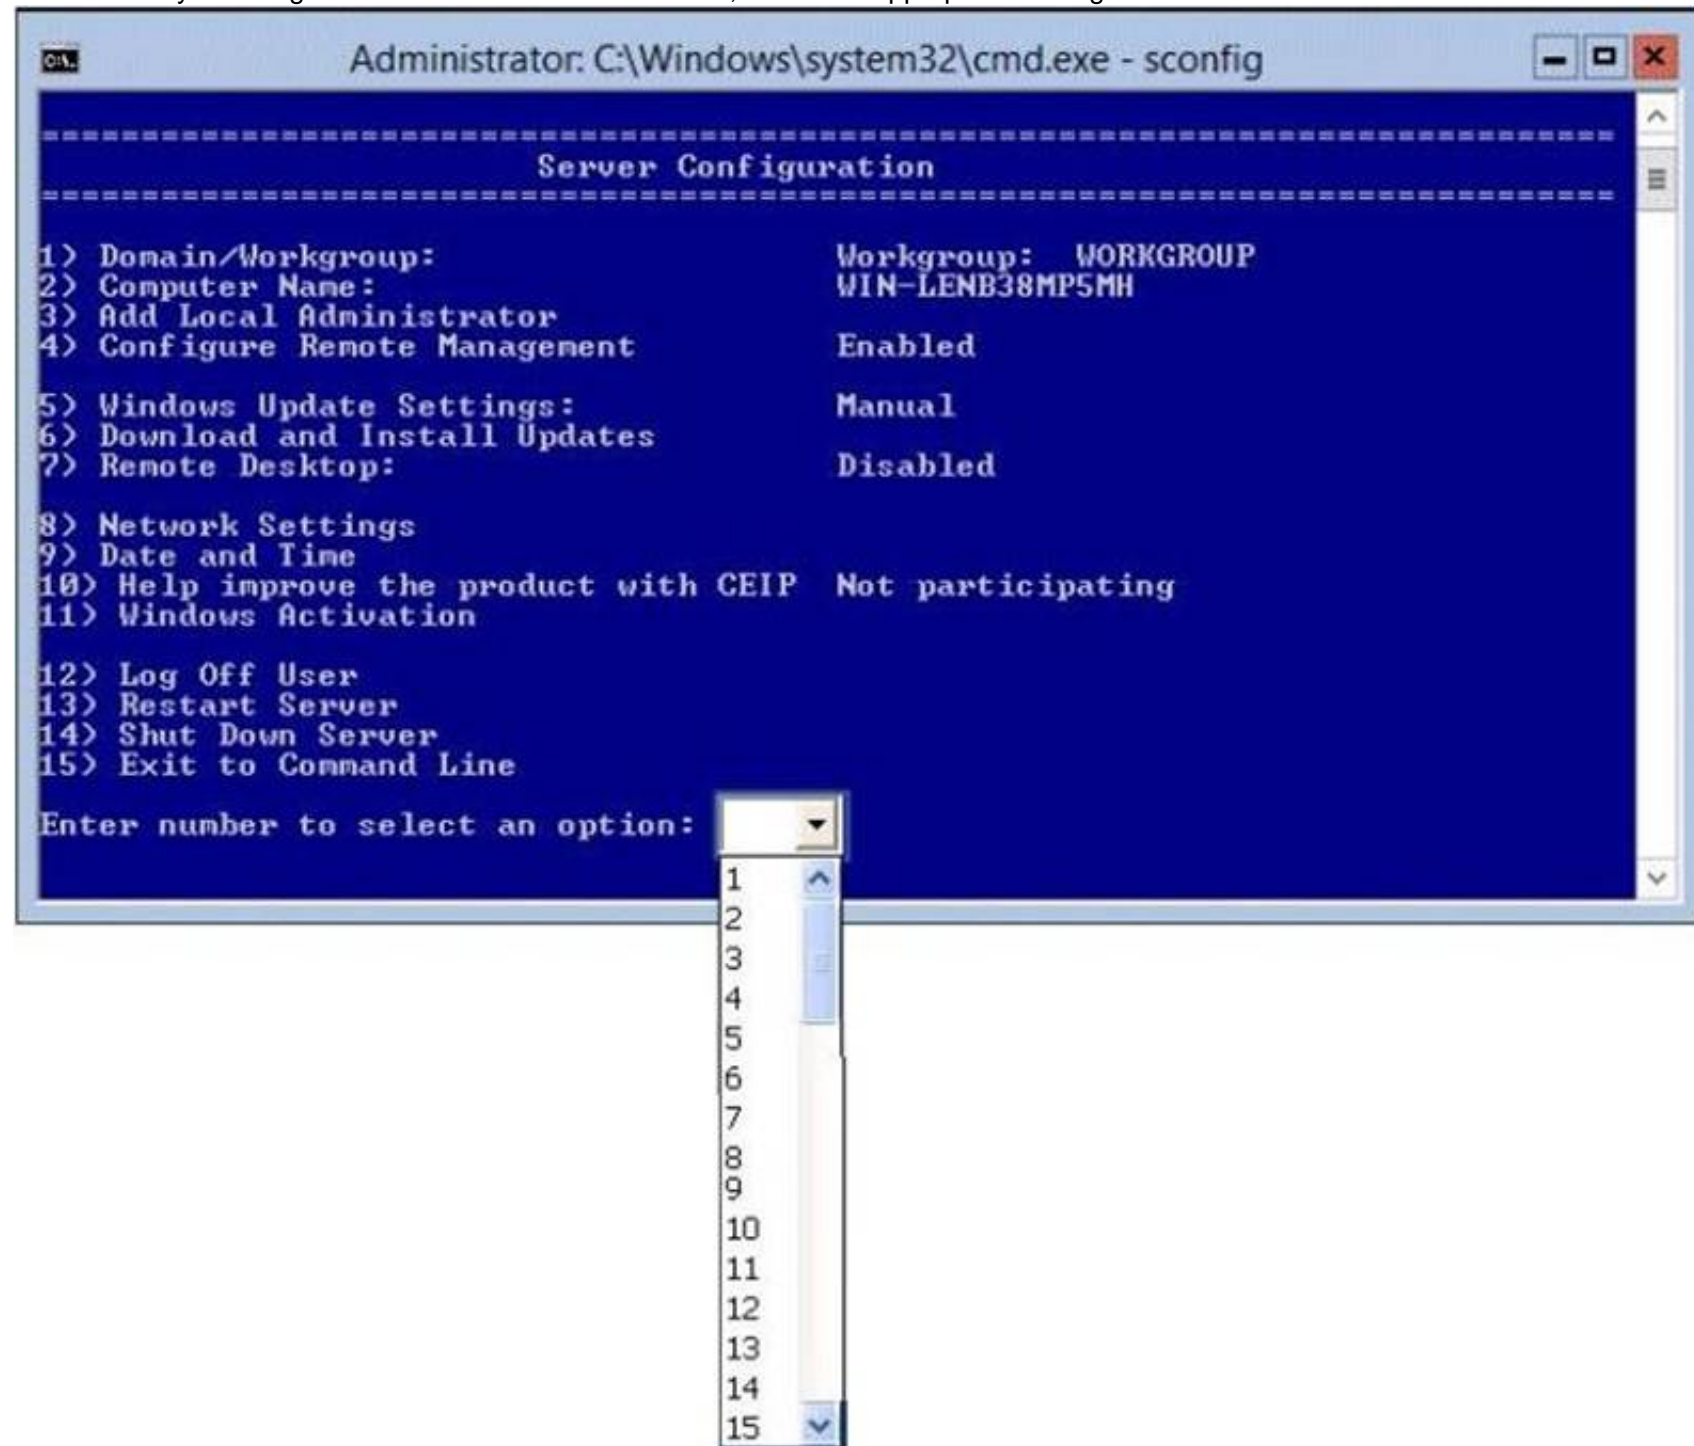 Administrator: C:\Windows\system32\cmd.exe - sconfig
===============================================================================
Server Configuration
===============================================================================
1) Domain/Workgroup: Workgroup: WORKGROUP
2) Computer Name: WIN-LENB38MP5MH
3) Add Local Administrator
4) Configure Remote Management Enabled
5) Windows Update Settings: Manual
6) Download and Install Updates
7) Remote Desktop: Disabled
8) Network Settings
9) Date and Time
10) Help improve the product with CEIP Not participating
11) Windows Activation
12) Log Off User
13) Restart Server
14) Shut Down Server
15) Exit to Command Line
Enter number to select an option:
1
2
3
4
5
6
7
8
9
10
11
12
13
14
15